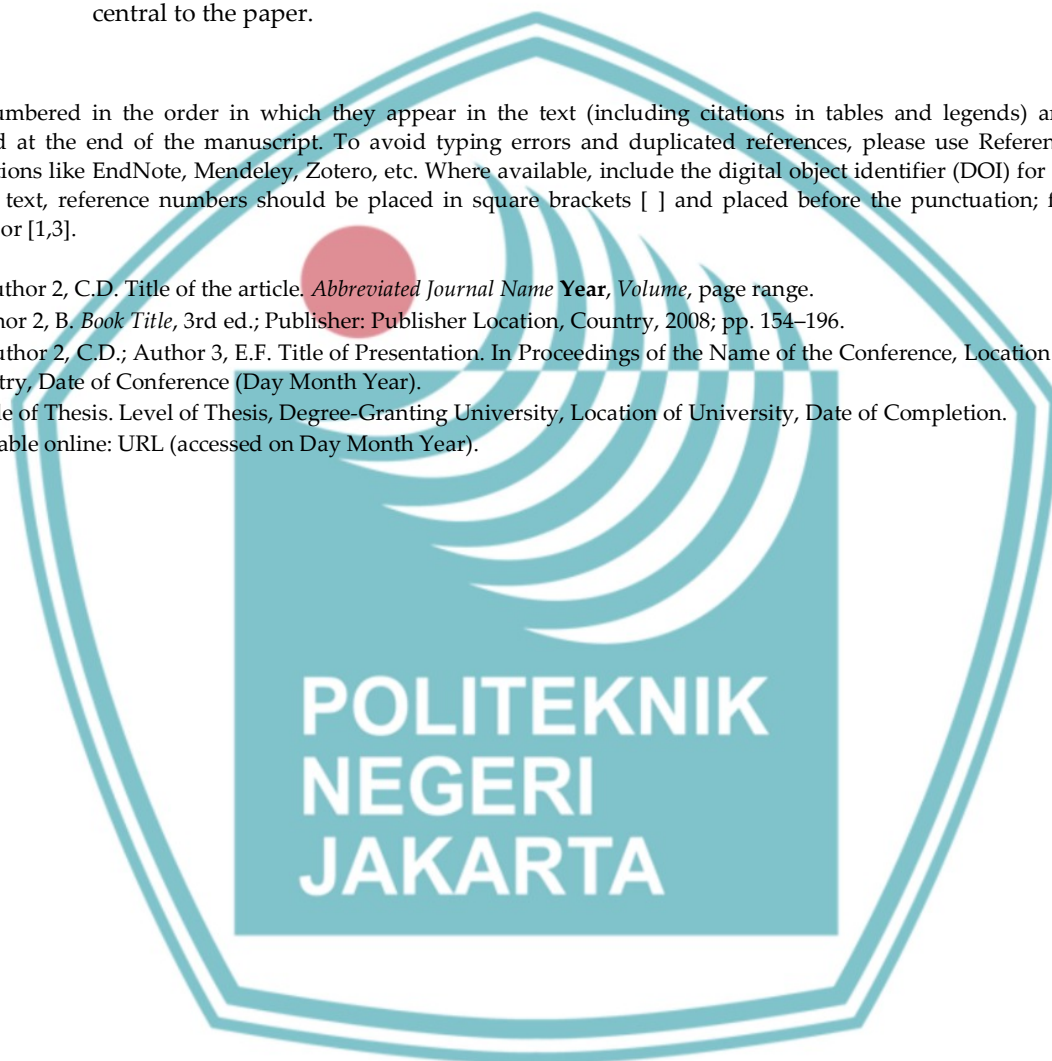 central to the paper.
umbered in the order in which they appear in the text (including citations in tables and legends) a
d at the end of the manuscript. To avoid typing errors and duplicated references, please use Referen
tions like EndNote, Mendeley, Zotero, etc. Where available, include the digital object identifier (DOI) for
text, reference numbers should be placed in square brackets [ ] and placed before the punctuation; f
or [1,3].
uthor 2, C.D. Title of the article. Abbreviated Journal Name Year, Volume, page range.
hor 2, B. Book Title, 3rd ed.; Publisher: Publisher Location, Country, 2008; pp. 154–196.
uthor 2, C.D.; Author 3, E.F. Title of Presentation. In Proceedings of the Name of the Conference, Location
try, Date of Conference (Day Month Year).
le of Thesis. Level of Thesis, Degree-Granting University, Location of University, Date of Completion.
able online: URL (accessed on Day Month Year).
POLITEKNIK
NEGERI
JAKARTA